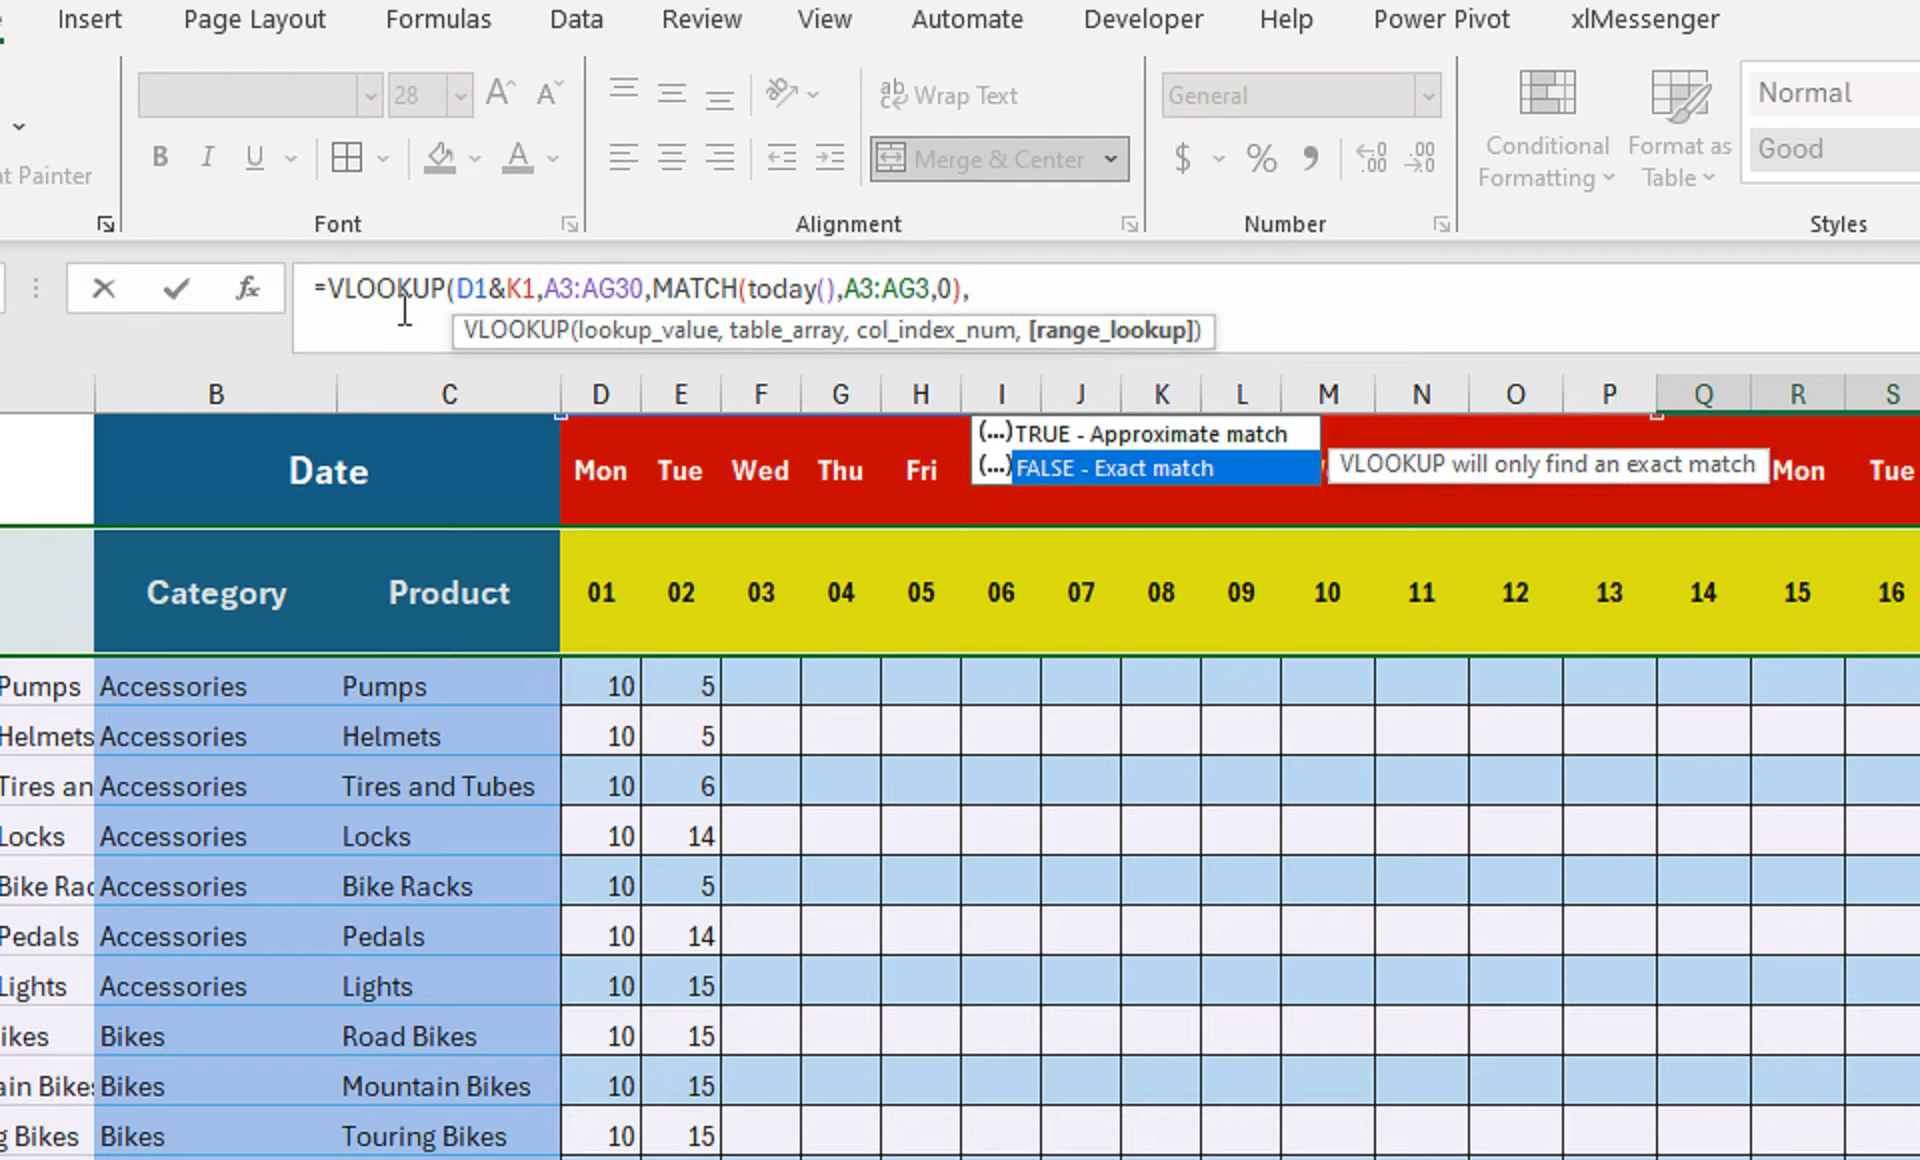 Insert Page Layout Formulas Data Review View Automate Developer Help Power Pivot xlMessenger
28 A A ab Wrap Text General Normal
B I U A Merge & Center $ % Conditional Formatting Format as Table Good
t Painter
Font Alignment Number Styles
fx =VLOOKUP(D1&K1,A3:AG30,MATCH(today(),A3:AG3,0),
VLOOKUP(lookup_value, table_array, col_index_num, [range_lookup])
B C D E F G H I J K L M N O P Q R S
(...) TRUE - Approximate match
(...) FALSE - Exact match VLOOKUP will only find an exact match
Date Mon Tue Wed Thu Fri Mon Tue
Category Product 01 02 03 04 05 06 07 08 09 10 11 12 13 14 15 16
Pumps Accessories Pumps 10 5
Helmets Accessories Helmets 10 5
Tires an Accessories Tires and Tubes 10 6
Locks Accessories Locks 10 14
Bike Rac Accessories Bike Racks 10 5
Pedals Accessories Pedals 10 14
Lights Accessories Lights 10 15
ikes Bikes Road Bikes 10 15
ain Bikes Bikes Mountain Bikes 10 15
g Bikes Bikes Touring Bikes 10 15